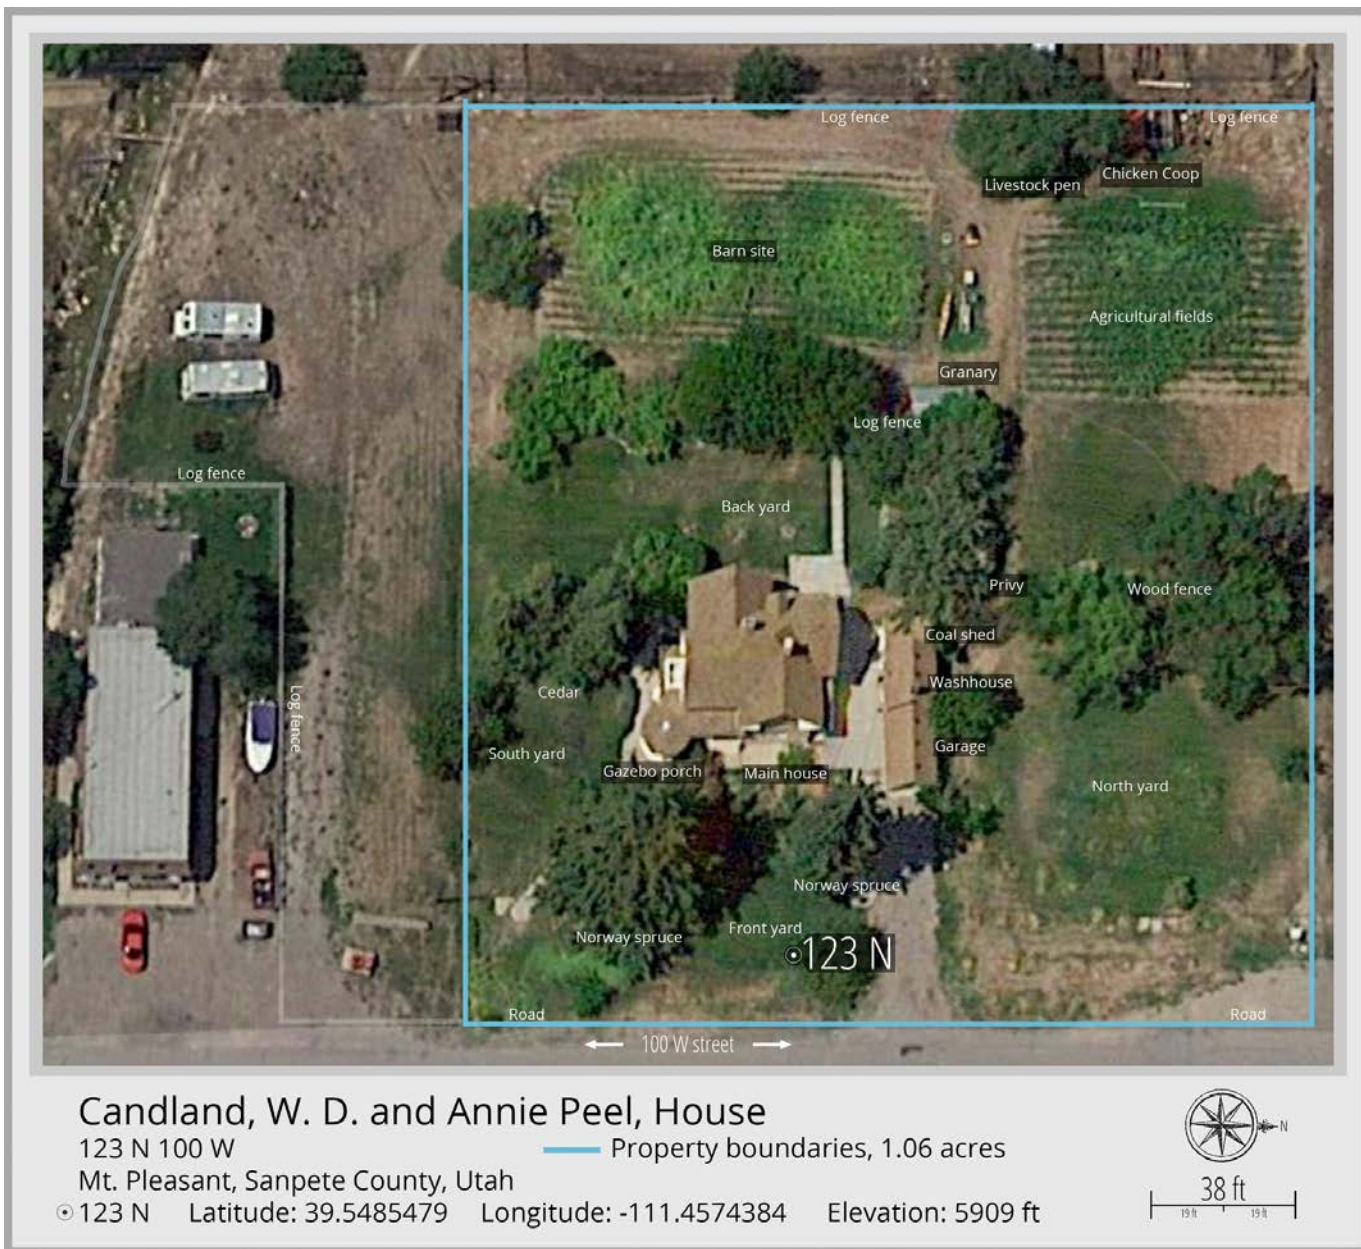 Log fence
Log fence
Chicken Coop
Livestock pen
Barn site
Agricultural fields
Granary
Log fence
Log fence
Back yard
Privy
Wood fence
Coal shed
Washhouse
Cedar
Log fence
Garage
South yard
Gazebo porch
Main house
North yard
Norway spruce
Front yard
Norway spruce
123 N
Road
Road
100 W street
Candland, W. D. and Annie Peel, House
123 N 100 W
Property boundaries, 1.06 acres
Mt. Pleasant, Sanpete County, Utah
123 N Latitude: 39.5485479 Longitude: -111.4574384 Elevation: 5909 ft
N
38 ft
19 ft 19 ft